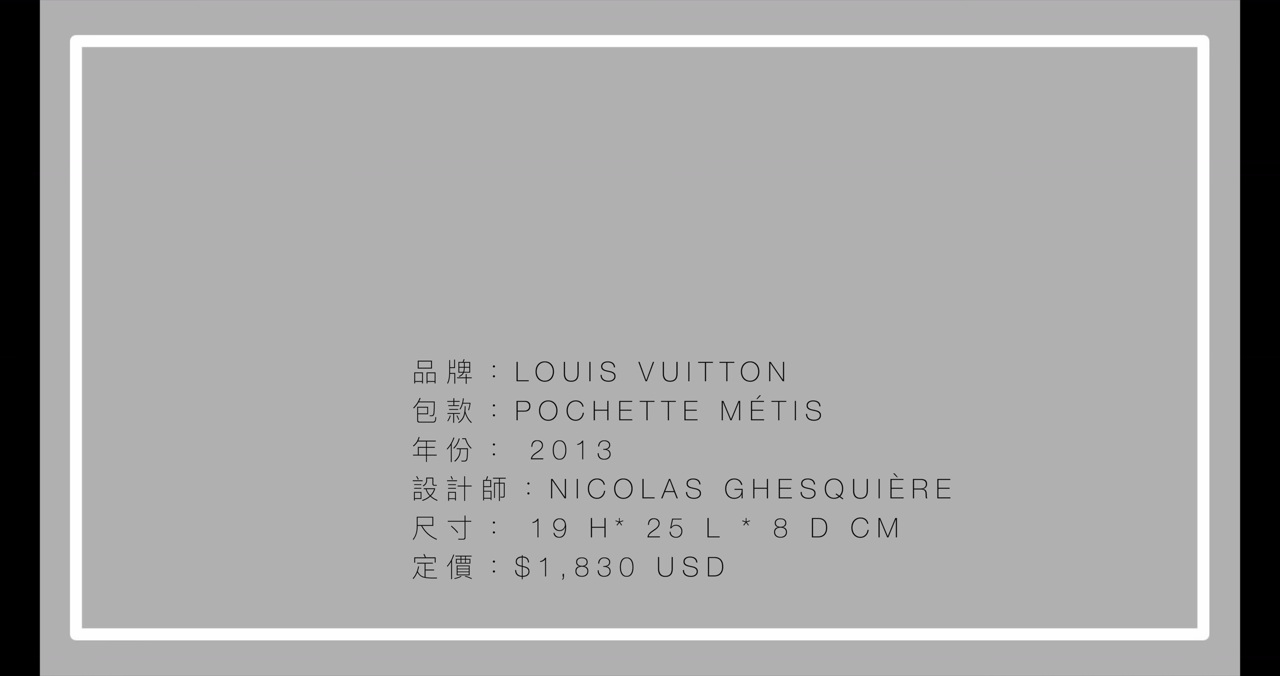 品牌：LOUIS VUITTON
包款：POCHETTE MÉTIS
年份： 2013
設計師：NICOLAS GHESQUIÈRE
尺寸： 19 H* 25 L * 8 D CM
定價：$1,830 USD